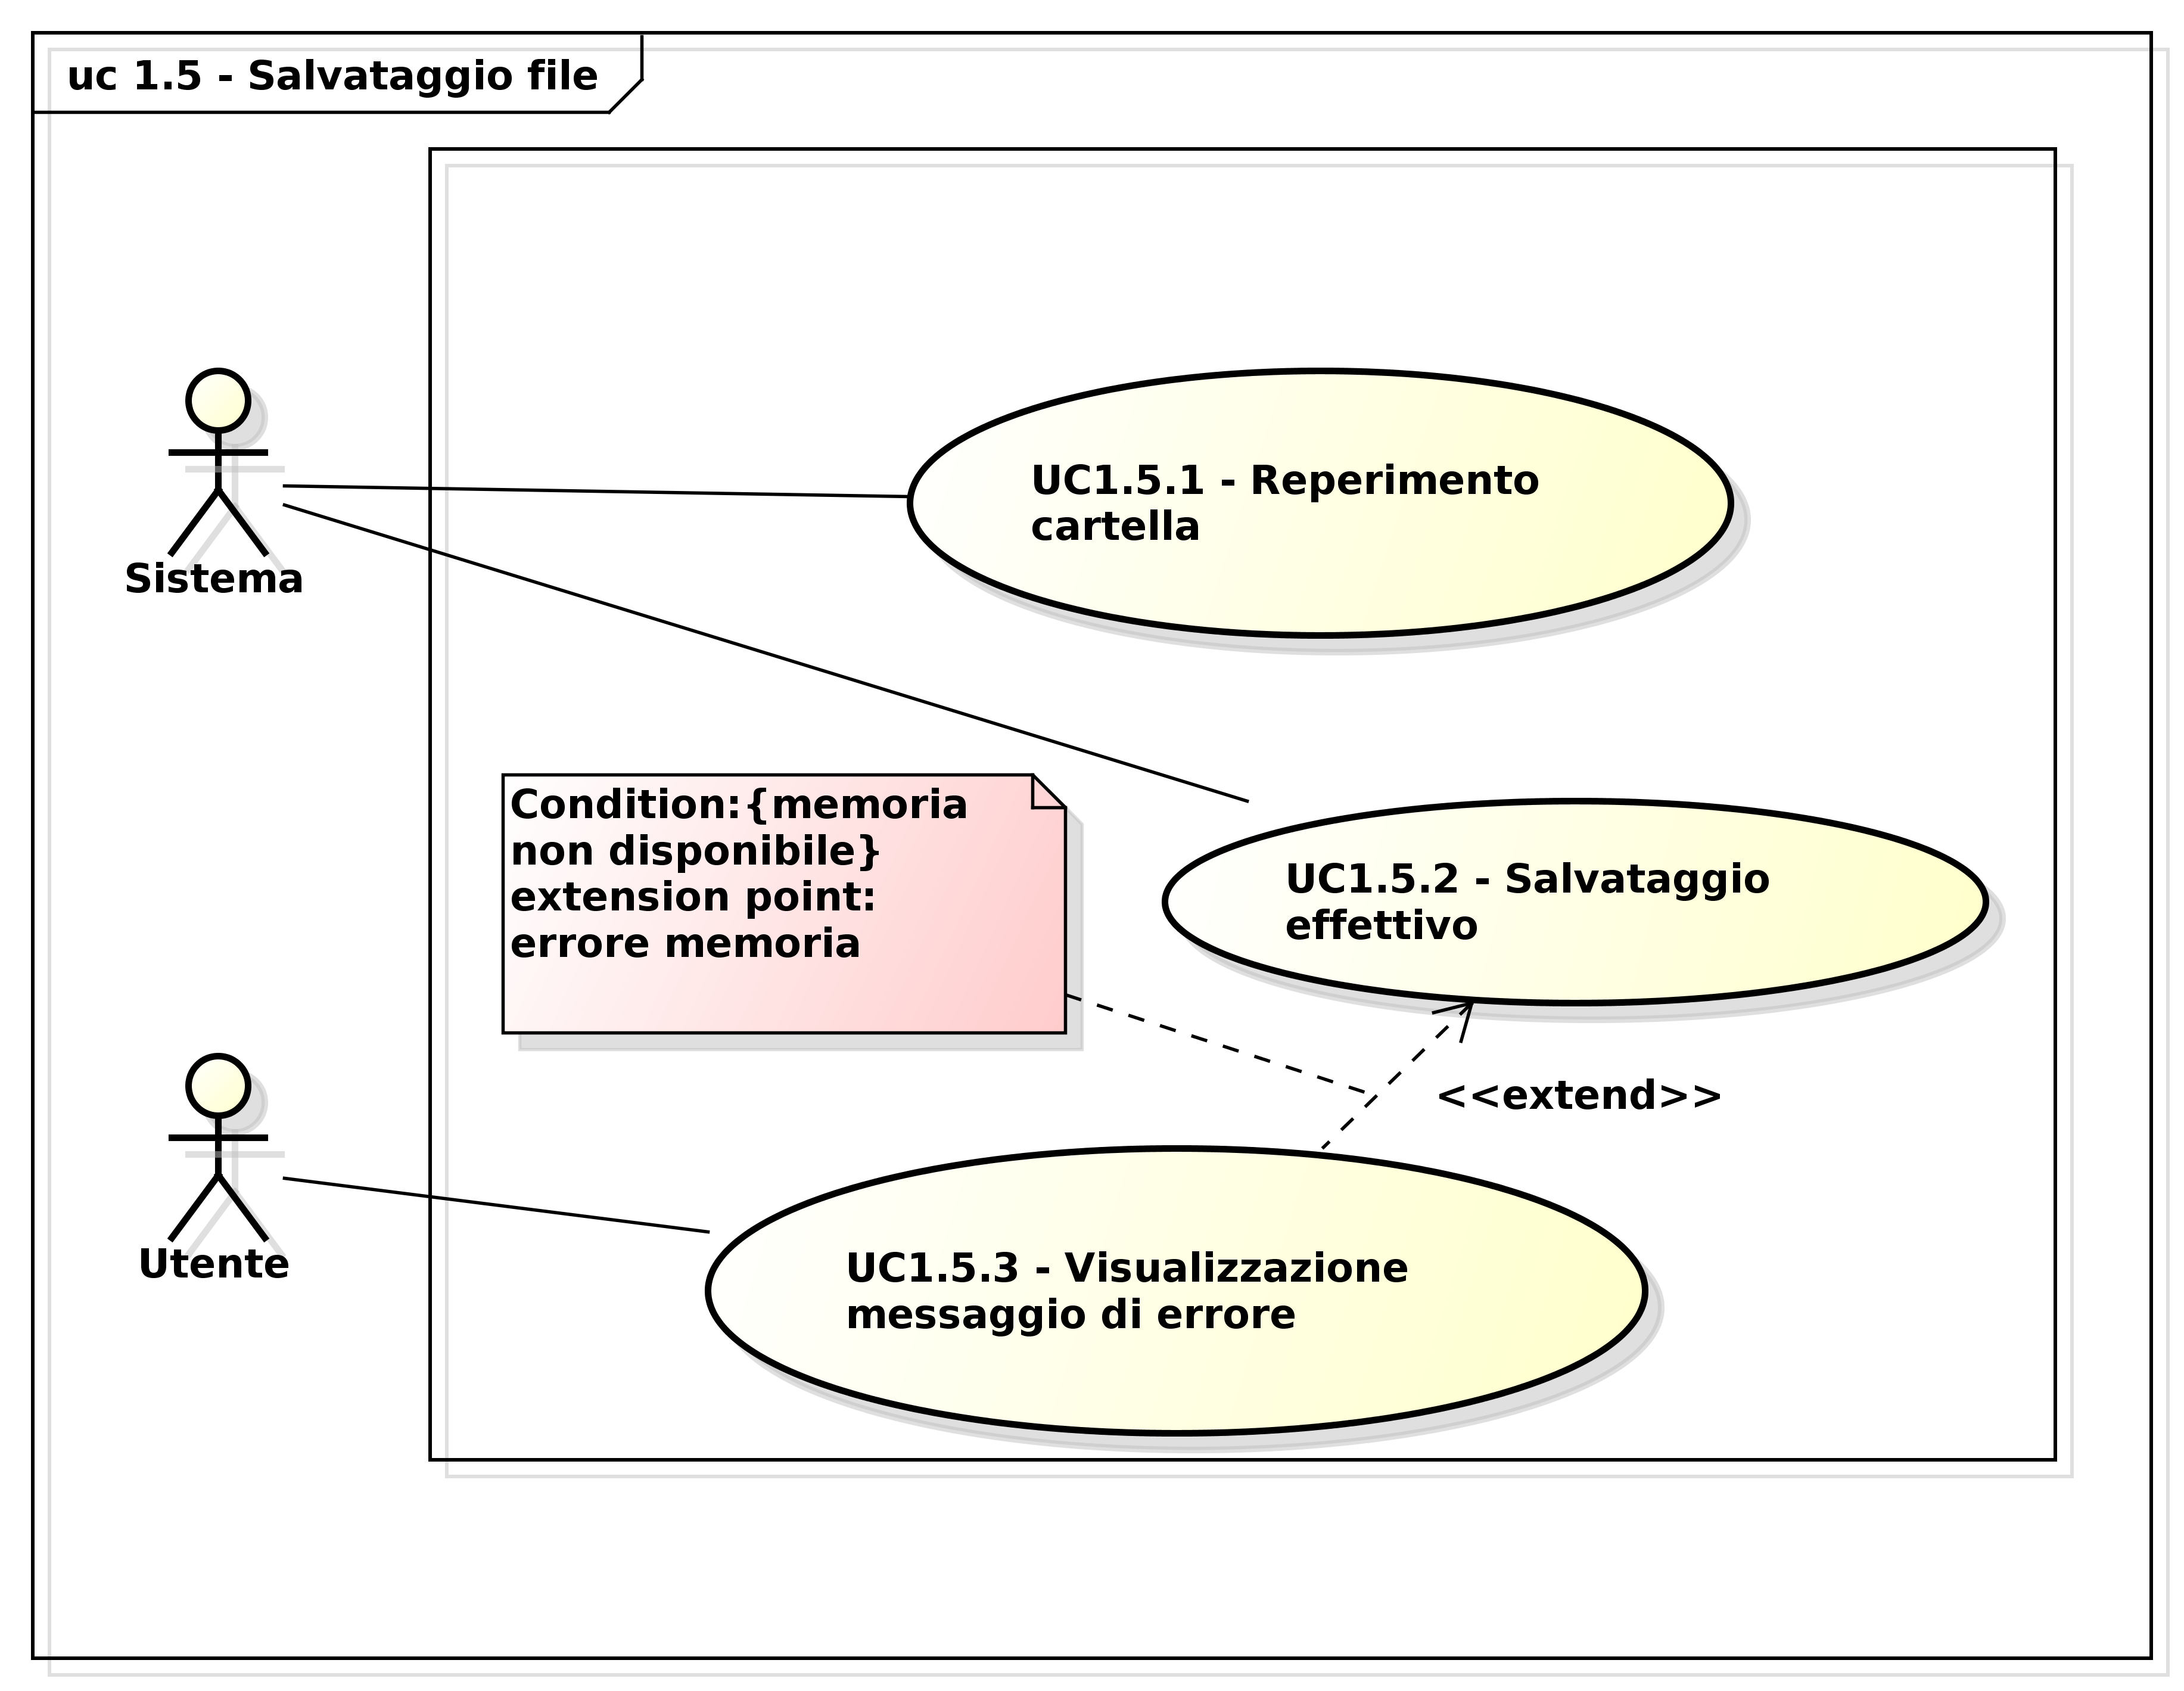 uc 1.5 - Salvataggio file
UC1.5.1 - Reperimento
cartella
Sistema
Condition:{memoria
non disponibile}
extension point:
errore memoria
UC1.5.2 - Salvataggio
effettivo
<<extend>>
Utente
UC1.5.3 - Visualizzazione
messaggio di errore